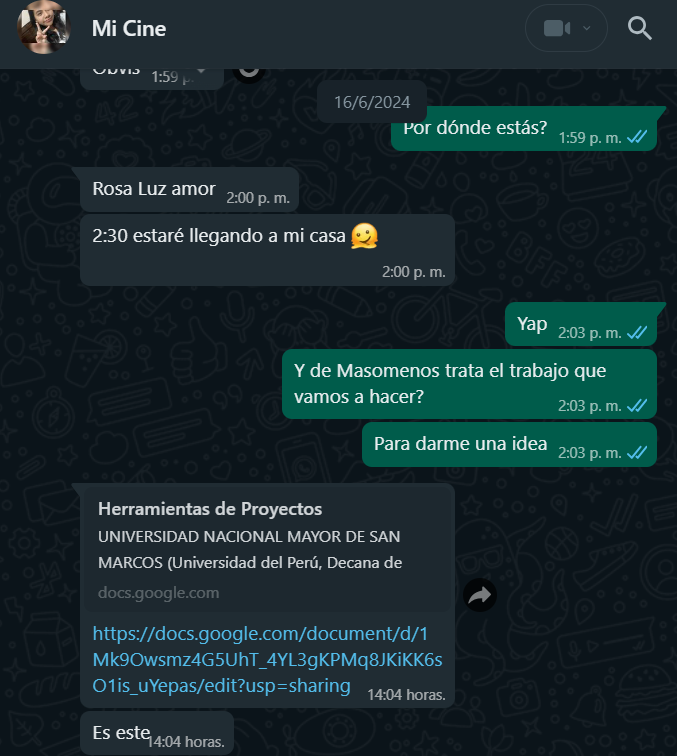 Mi Cine
Obvis 1:59 p.
16/6/2024
Por dónde estás? 1:59 p. m.
Rosa Luz amor 2:00 p. m.
2:30 estaré llegando a mi casa 🫠
2:00 p. m.
Yap 2:03 p. m.
Y de Masomenos trata el trabajo que
vamos a hacer? 2:03 p. m.
Para darme una idea 2:03 p. m.
Herramientas de Proyectos
UNIVERSIDAD NACIONAL MAYOR DE SAN
MARCOS (Universidad del Perú, Decana de
docs.google.com
https://docs.google.com/document/d/1
Mk9Owsmz4G5UhT_4YL3gKPMq8JKiKK6s
O1is_uYepas/edit?usp=sharing 14:04 horas.
Es este 14:04 horas.